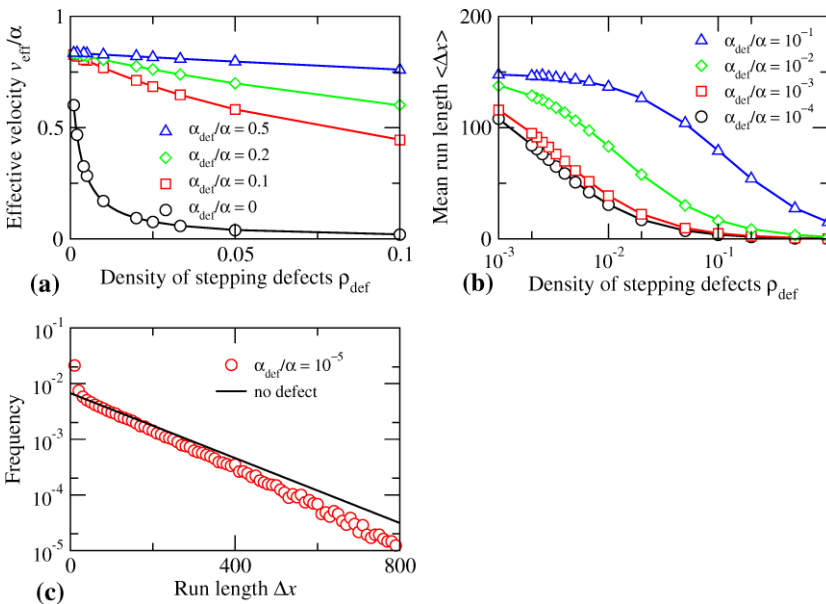 Effective velocity v_eff/α
1
0.5
0
α_def/α = 0.5
α_def/α = 0.2
α_def/α = 0.1
α_def/α = 0
0
0.05
0.1
Density of stepping defects ρ_def
(a)
Mean run length <Δx>
200
100
0
α_def/α = 10⁻¹
α_def/α = 10⁻²
α_def/α = 10⁻³
α_def/α = 10⁻⁴
10⁻³
10⁻²
10⁻¹
Density of stepping defects ρ_def
(b)
Frequency
10⁻¹
10⁻²
10⁻³
10⁻⁴
10⁻⁵
α_def/α = 10⁻⁵
no defect
0
400
800
Run length Δx
(c)